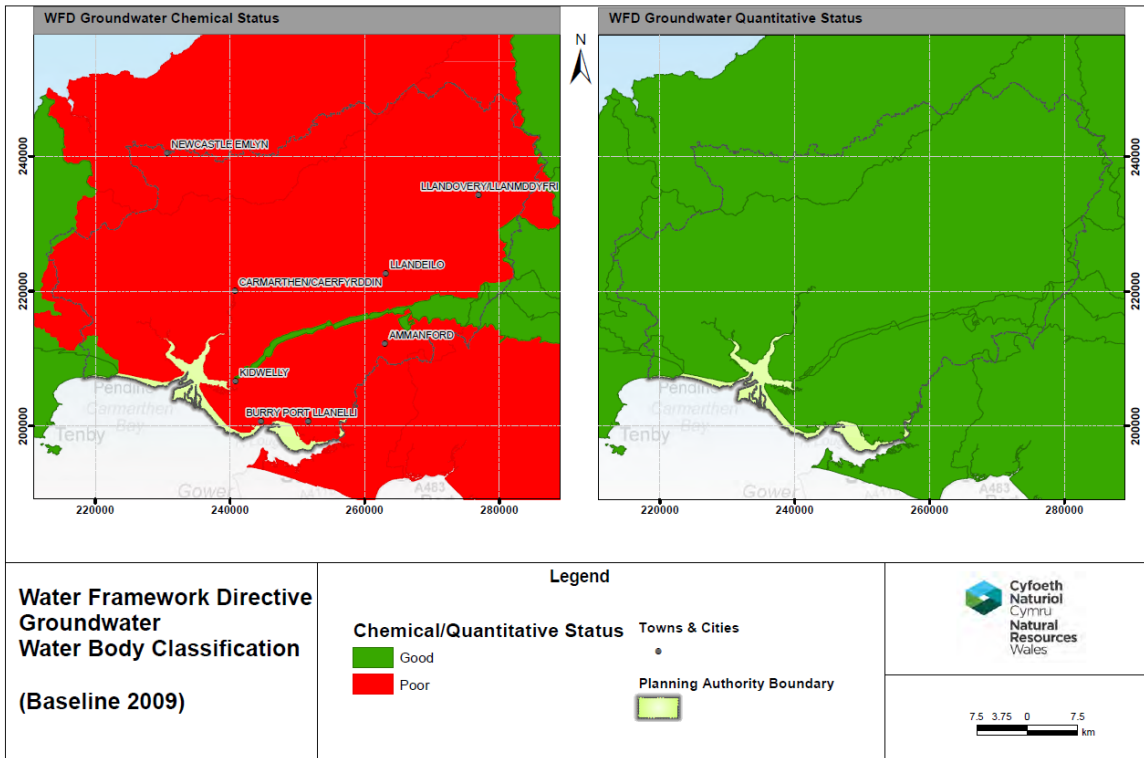 WFD Groundwater Chemical Status
NEWCASTLE EMLYN
LLANDOVERY/LLANMDDYFRI
LLANDEILO
CARMARTHEN/CAERFYRDDIN
AMMANFORD
KIDWELLY
BURRY PORT LLANELLI
Pendine
Carmarthen
Bay
Tenby
Gower
A483
240000
220000
200000
220000 240000 260000 280000
N
WFD Groundwater Quantitative Status
Pendine
Carmarthen
Bay
Tenby
Gower
A483
240000
220000
200000
220000 240000 260000 280000
Water Framework Directive
Groundwater
Water Body Classification
(Baseline 2009)
Legend
Chemical/Quantitative Status
Good
Poor
Towns & Cities
Planning Authority Boundary
Cyfoeth
Naturiol
Cymru
Natural
Resources
Wales
7.5 3.75 0 7.5
km